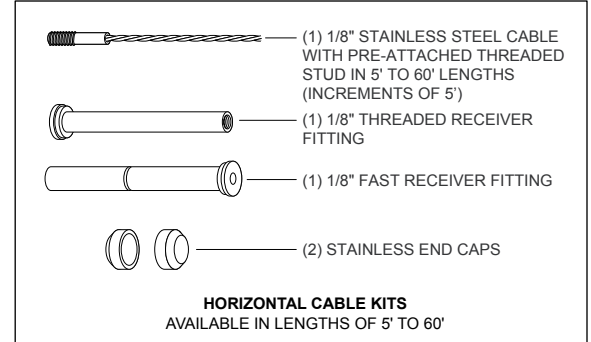 (1) 1/8" STAINLESS STEEL CABLE
WITH PRE-ATTACHED THREADED
STUD IN 5' TO 60' LENGTHS
(INCREMENTS OF 5')
(1) 1/8" THREADED RECEIVER
FITTING
(1) 1/8" FAST RECEIVER FITTING
(2) STAINLESS END CAPS
HORIZONTAL CABLE KITS
AVAILABLE IN LENGTHS OF 5' TO 60'